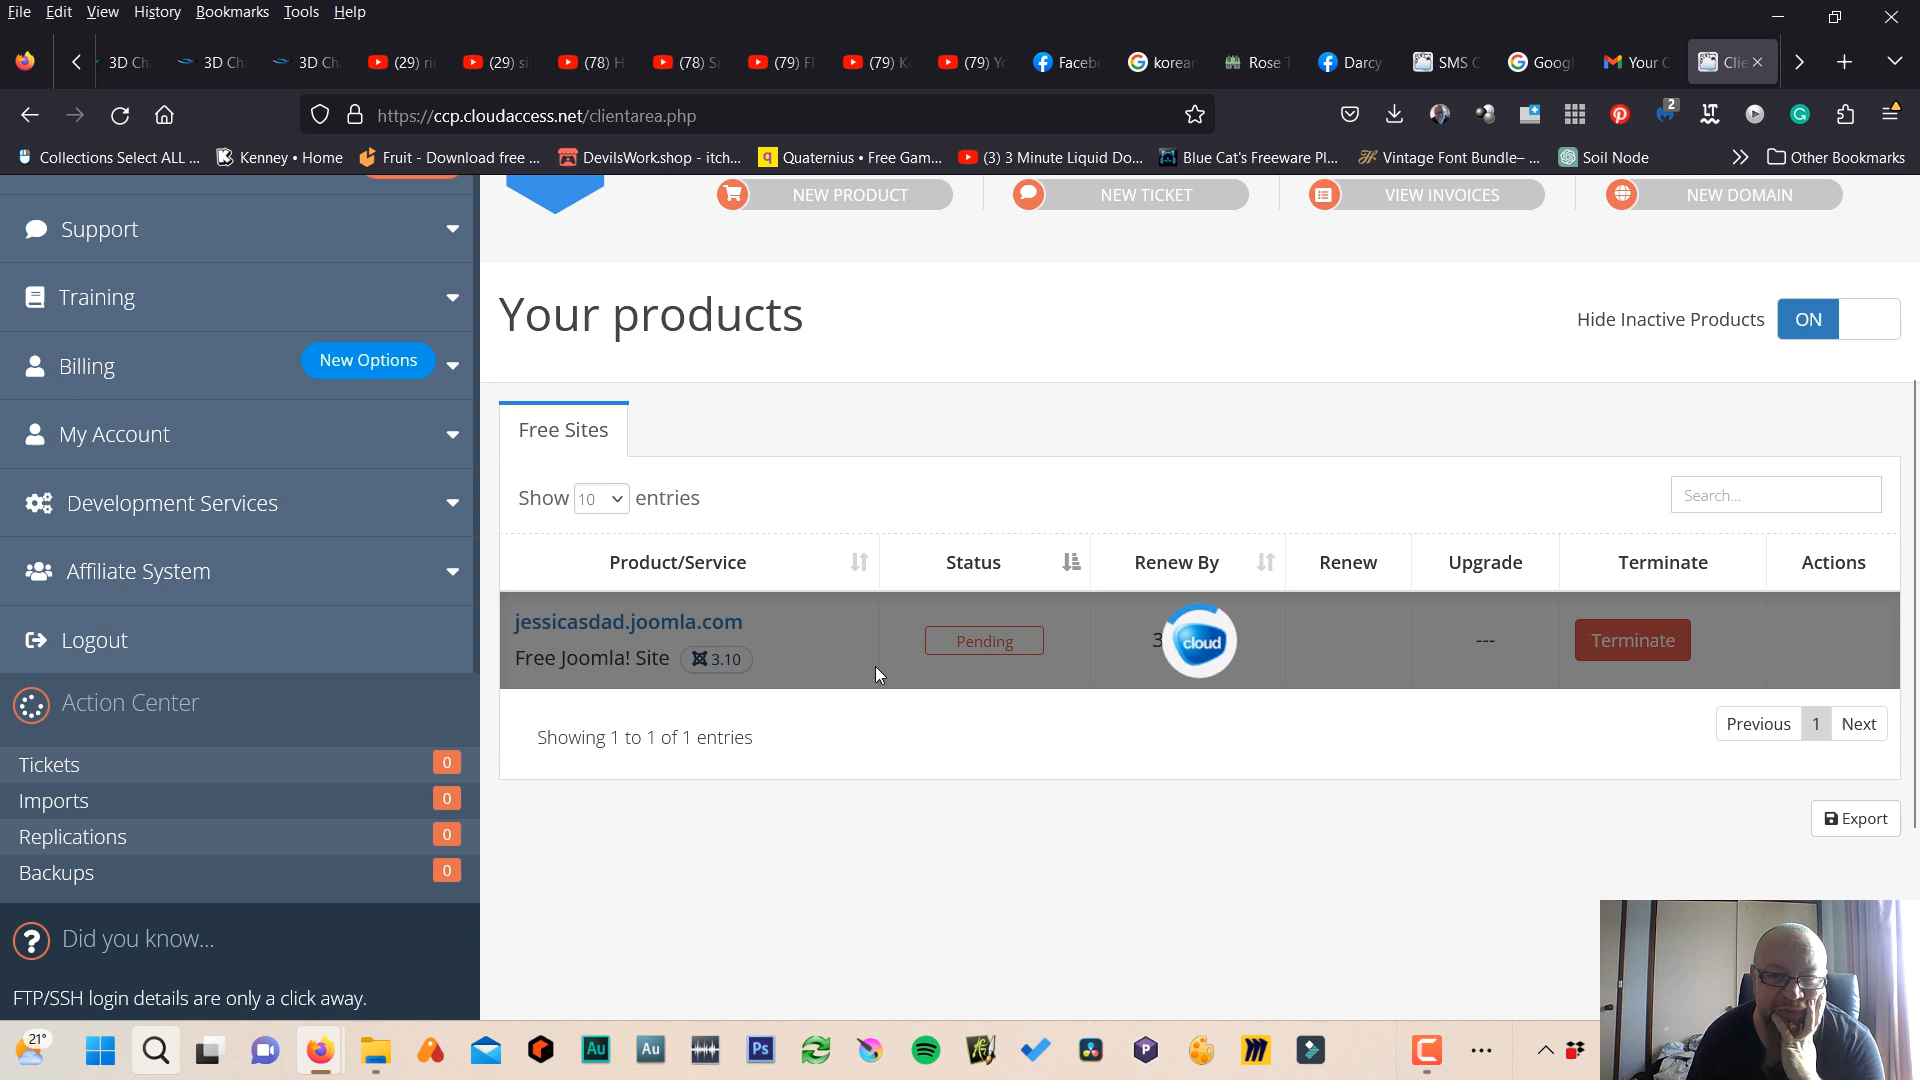 File Edit View History Bookmarks Tools Help
3D Ch 3D Ch 3D Ch (29) ri (29) si (78) H (78) S (79) Fl (79) K (79) Yo Faceb korean Rose T Darcy SMS C Googl Your C Clie
https://ccp.cloudaccess.net/clientarea.php
2
Collections Select ALL ... Kenney • Home Fruit - Download free ... DevilsWork.shop - itch... Quaternius • Free Gam... (3) 3 Minute Liquid Do... Blue Cat's Freeware Pl... Vintage Font Bundle– ... Soil Node Other Bookmarks
NEW PRODUCT NEW TICKET VIEW INVOICES NEW DOMAIN
Support
Training
Billing New Options
My Account
Development Services
Affiliate System
Logout
Action Center
Tickets 0
Imports 0
Replications 0
Backups 0
Did you know...
FTP/SSH login details are only a click away.
Your products
Hide Inactive Products ON
Free Sites
Show 10 entries
Search...
Product/Service Status Renew By Renew Upgrade Terminate Actions
jessicasdad.joomla.com
Free Joomla! Site 3.10
Pending 3 cloud --- Terminate
Showing 1 to 1 of 1 entries
Previous 1 Next
Export
21°
Au Au Ps P